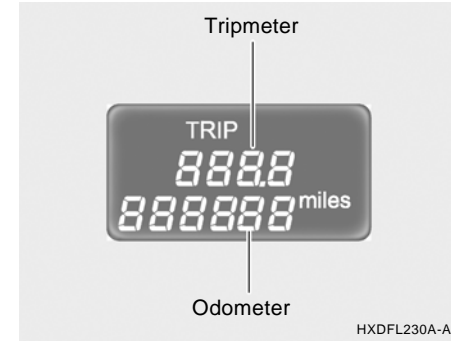 Tripmeter
TRIP
888.8
888888 miles
Odometer
HXDFL230A-A